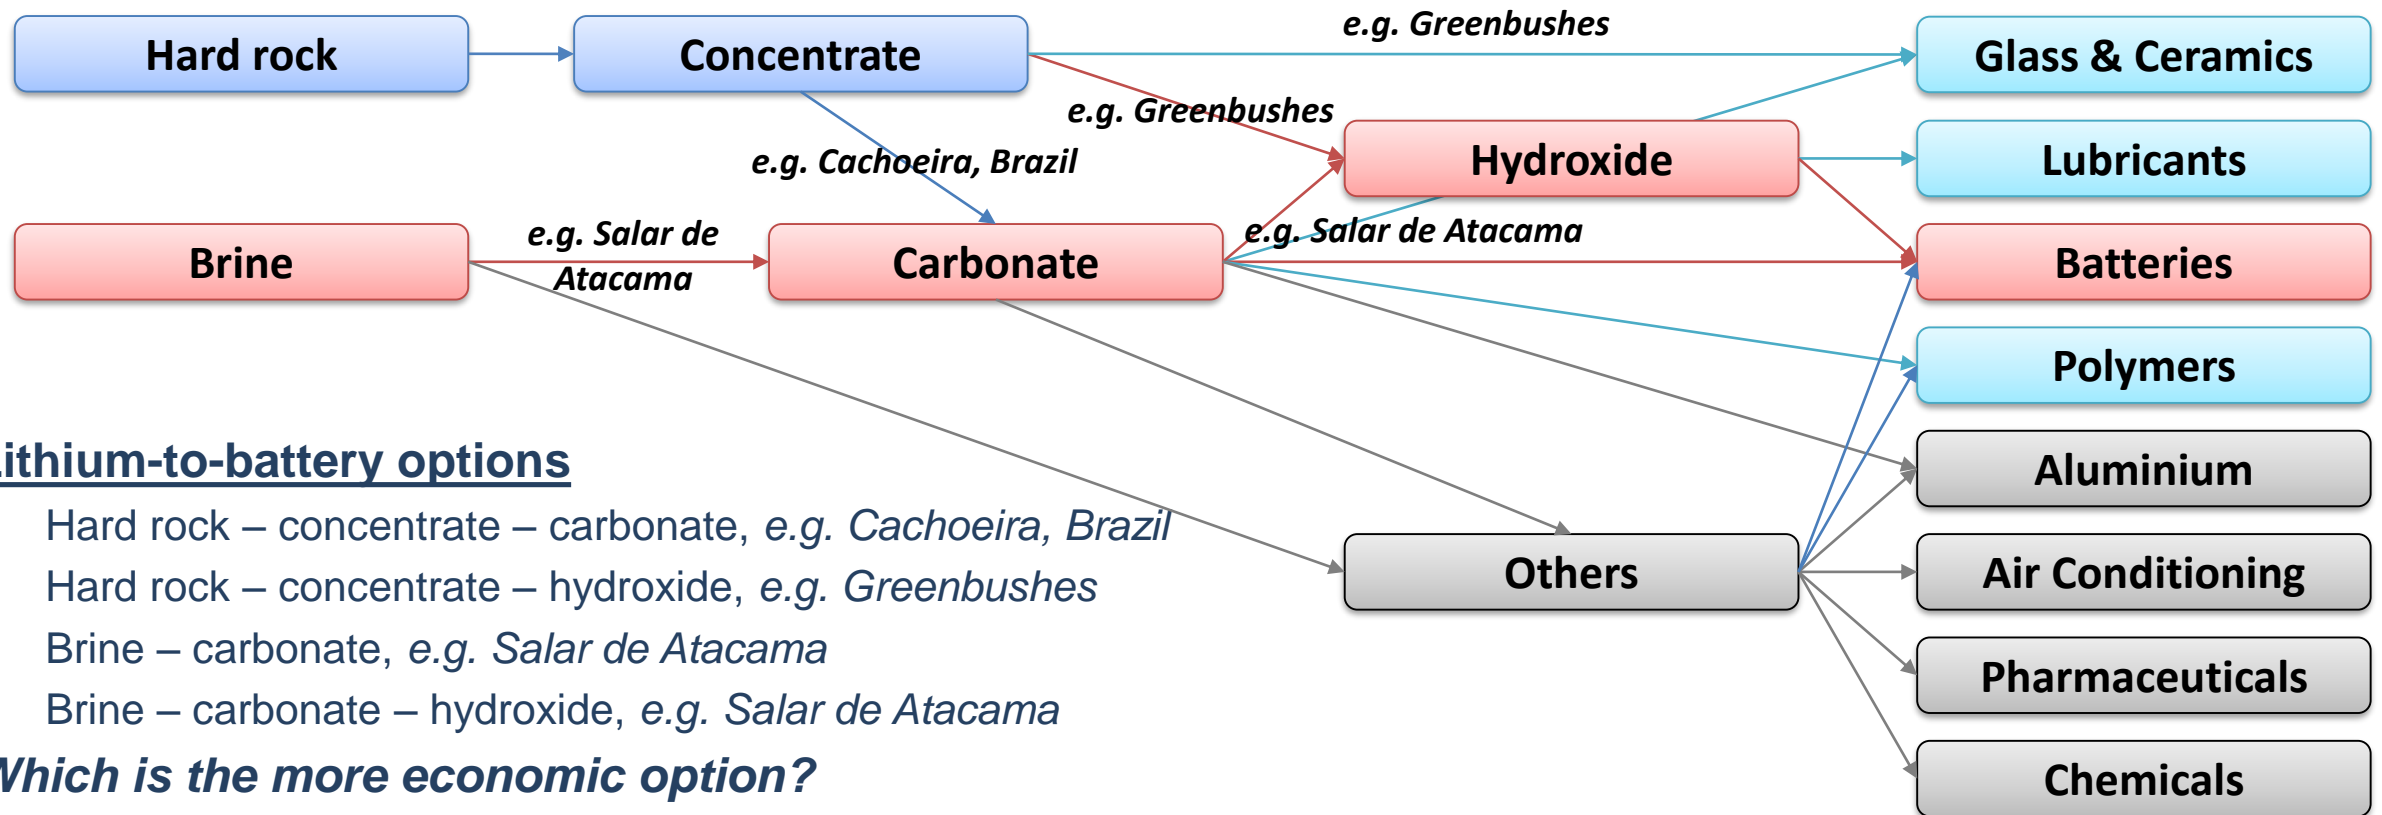 e.g. Greenbushes
Hard rock
Concentrate
Glass & Ceramics
e.g. Greenbushes
e.g. Cachoeira, Brazil
Hydroxide
Lubricants
e.g. Salar de
Atacama
e.g. Salar de Atacama
Brine
Carbonate
Batteries
Polymers
Aluminium
Others
Air Conditioning
Pharmaceuticals
Chemicals
ithium-to-battery options
Hard rock – concentrate – carbonate, e.g. Cachoeira, Brazil
Hard rock – concentrate – hydroxide, e.g. Greenbushes
Brine – carbonate, e.g. Salar de Atacama
Brine – carbonate – hydroxide, e.g. Salar de Atacama
Which is the more economic option?